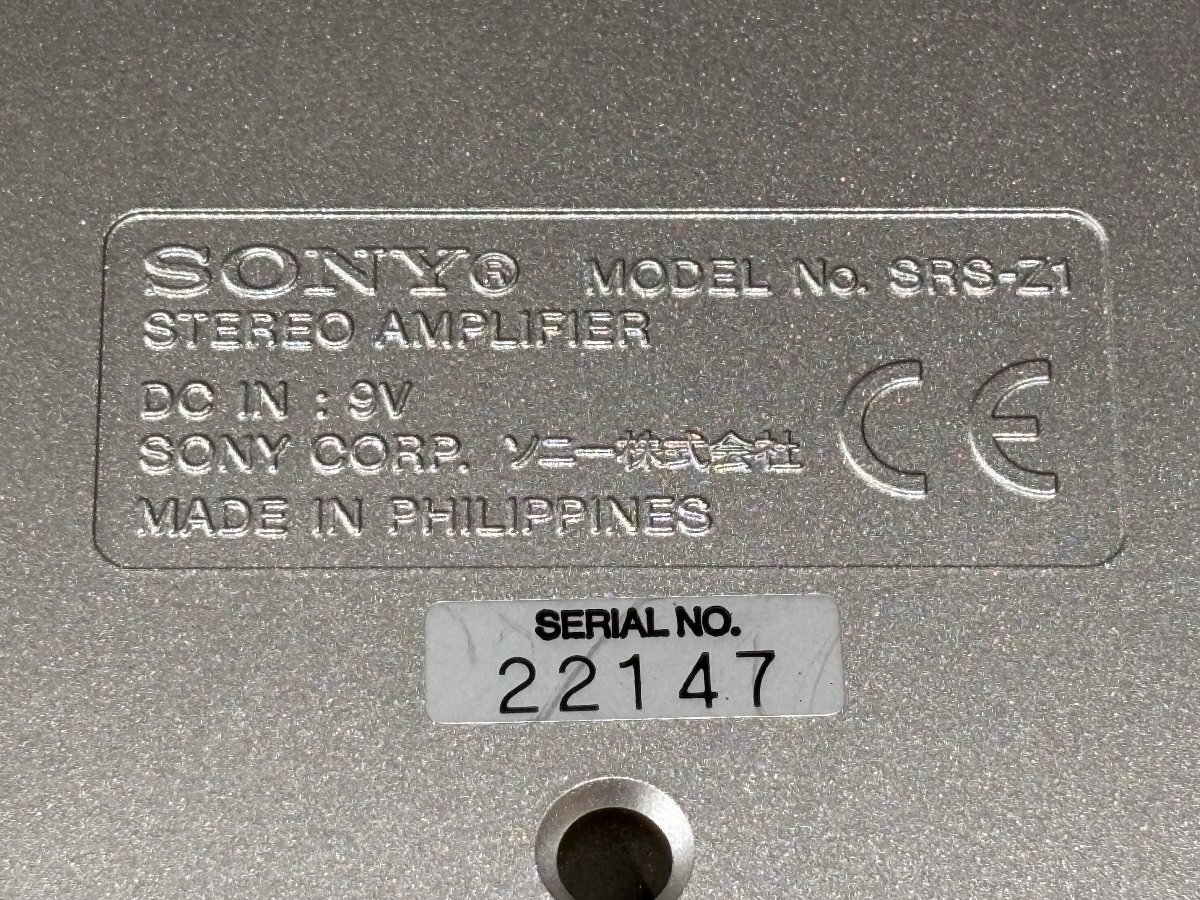 SONY® MODEL No. SRS-Z1
STEREO AMPLIFIER
DC IN : 9V
SONY CORP. ソニー株式会社
MADE IN PHILIPPINES
CE
SERIAL NO.
22147